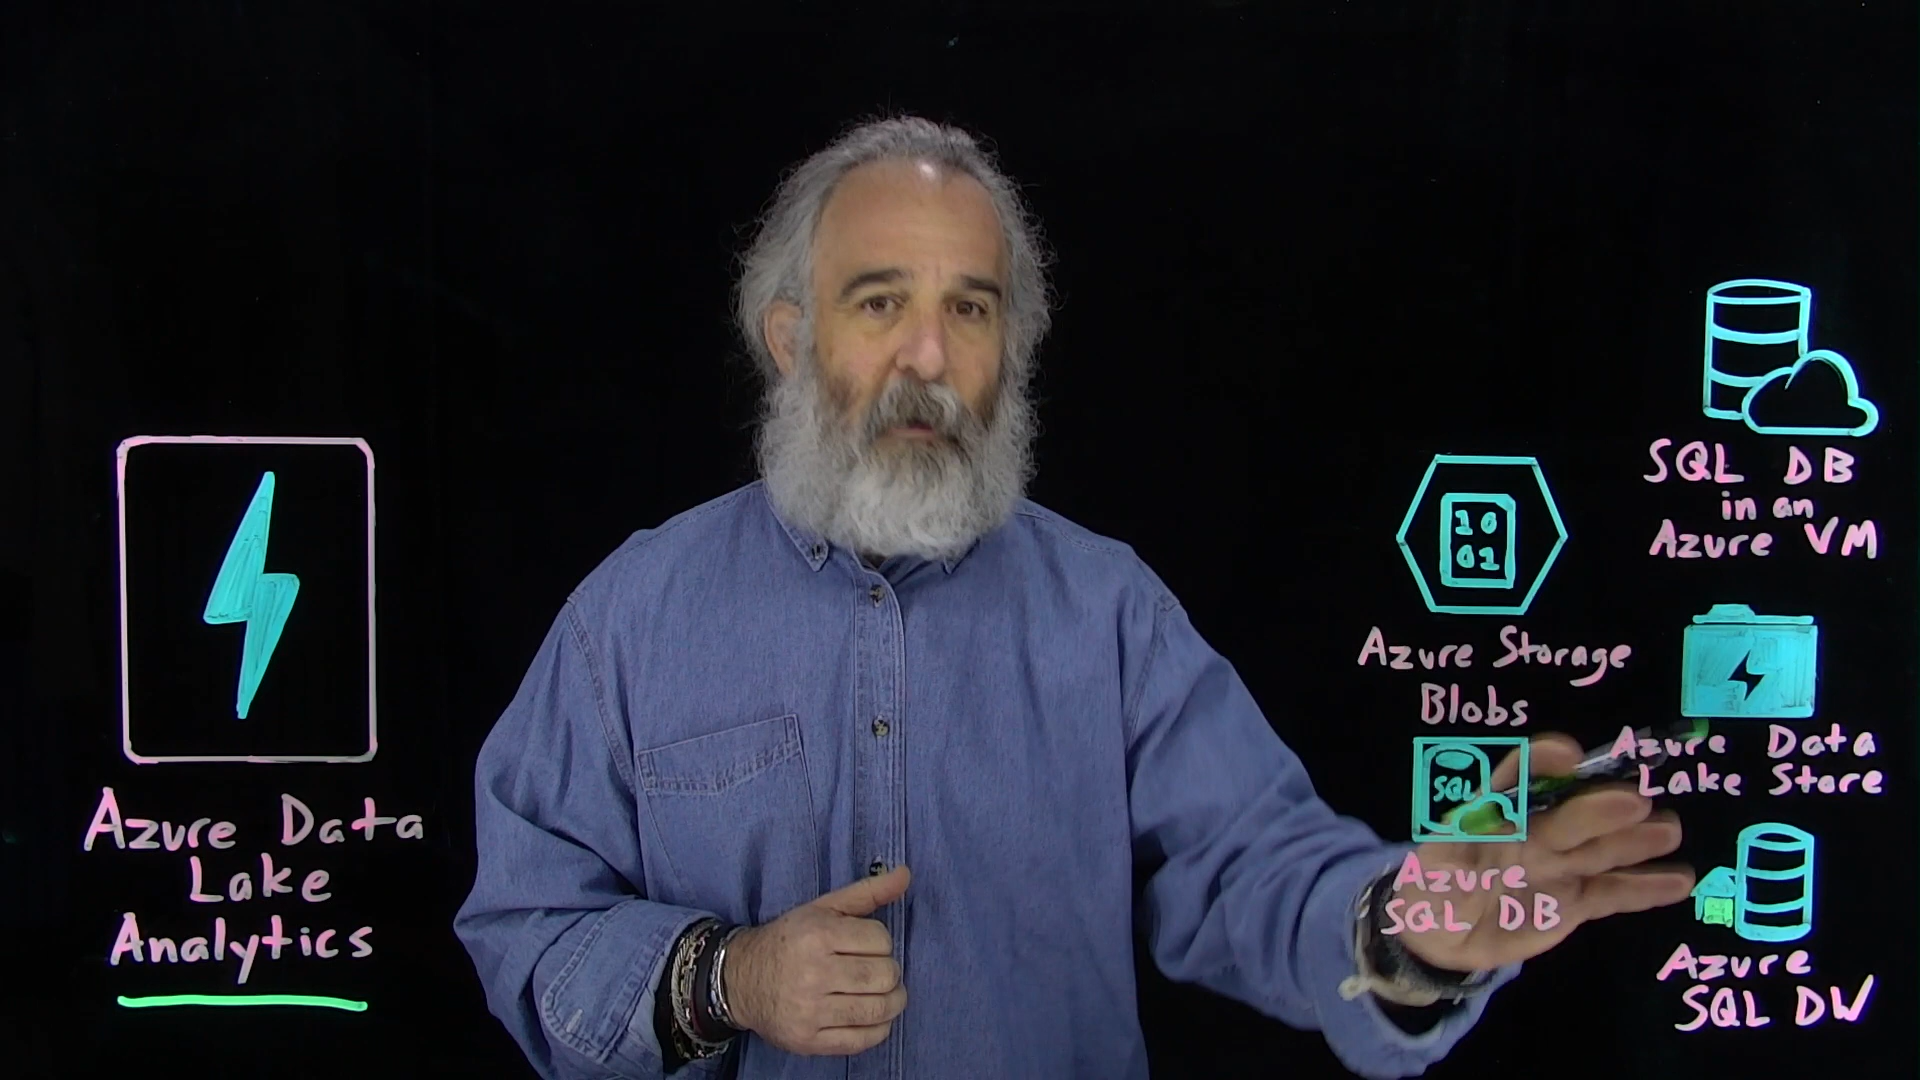 Azure Data
Lake
Analytics
10
01
Azure Storage
Blobs
SQL
Azure
SQL DB
SQL DB
in an
Azure VM
Azure Data
Lake Store
Azure
SQL DW